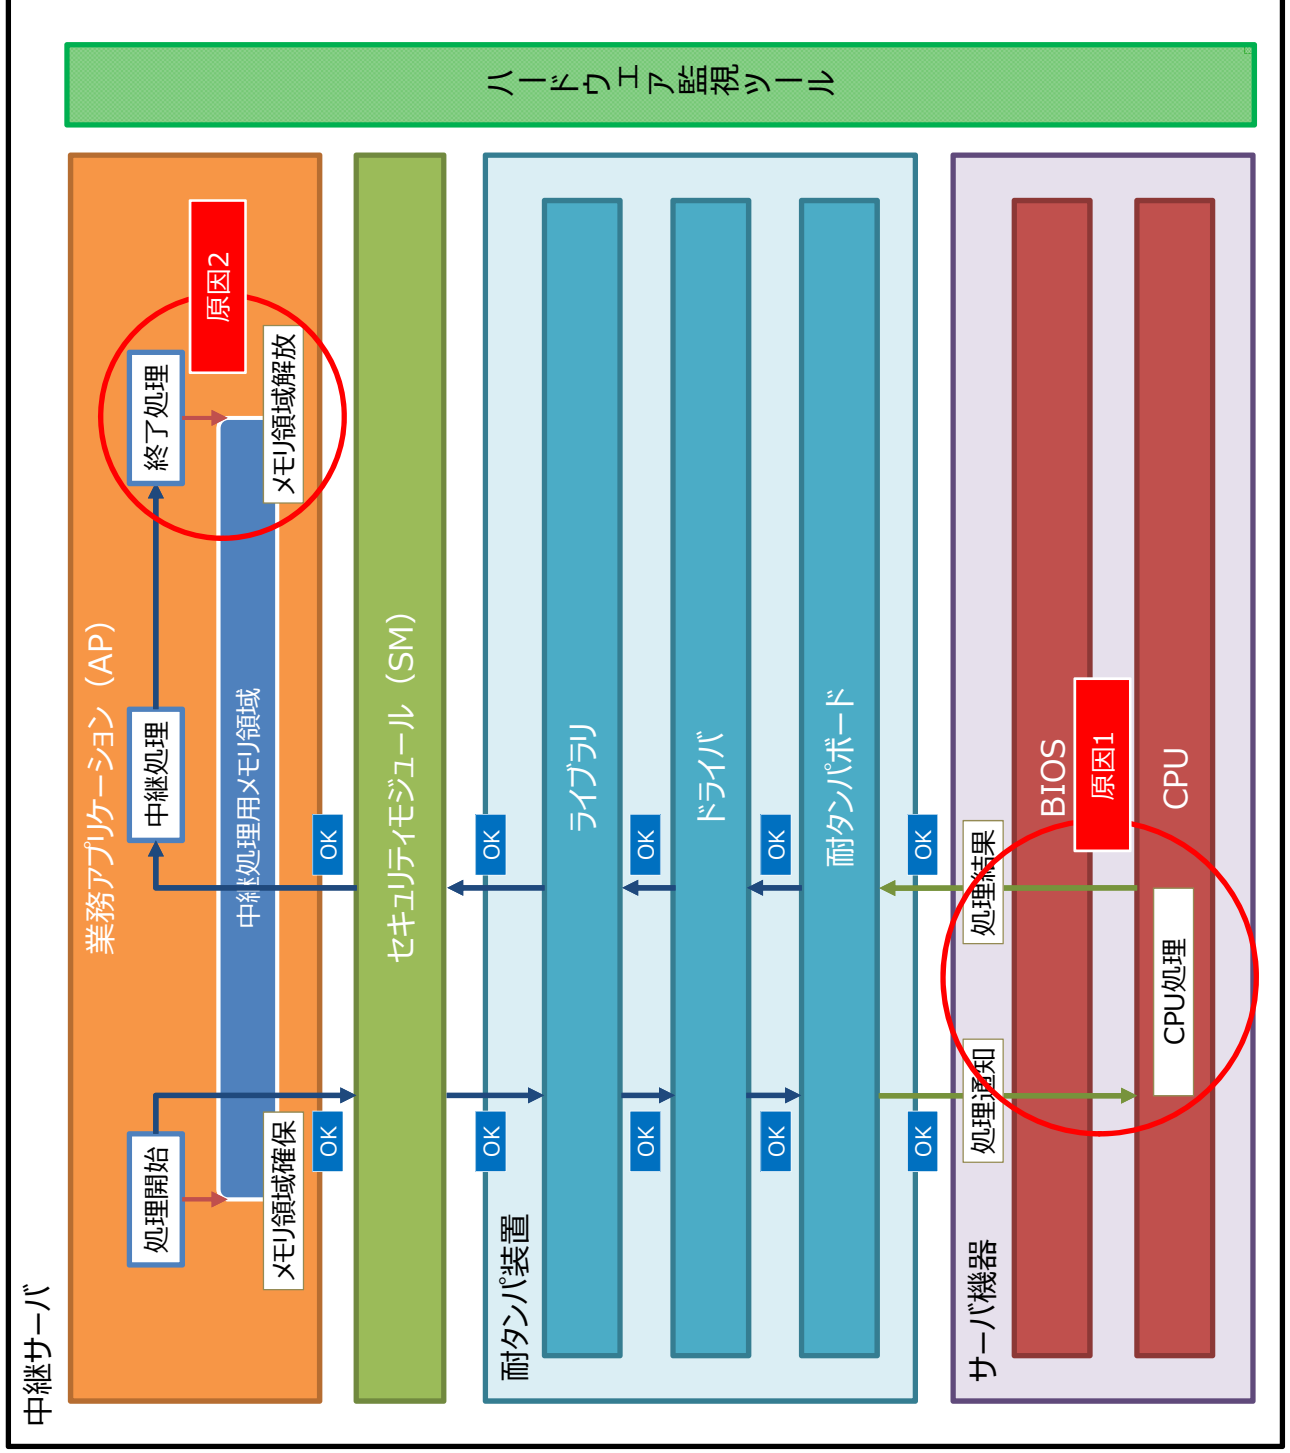 中継サーバ
業務アプリケーション（AP）
処理開始
中継処理
終了処理
原因2
中継処理用メモリ領域
メモリ領域確保
メモリ領域解放
OK
OK
セキュリティモジュール（SM）
耐タンパ装置
OK
OK
ライブラリ
OK
OK
ドライバ
OK
OK
耐タンパボード
OK
OK
サーバ機器
処理通知
処理結果
BIOS
原因1
CPU
CPU処理
ハードウエア監視ツール